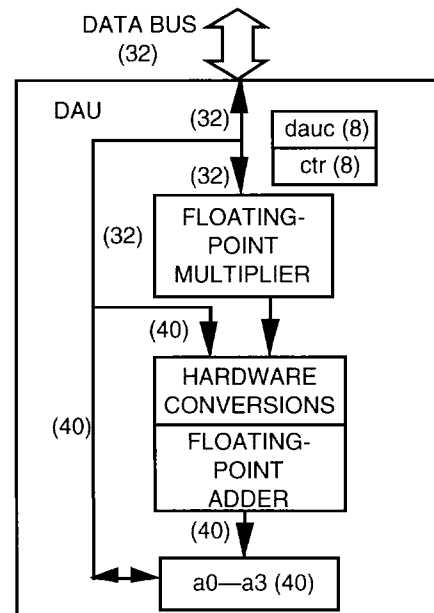 DATA BUS
(32)
DAU
(32)
dauc (8)
ctr (8)
(32)
FLOATING-
POINT
MULTIPLIER
(32)
(40)
HARDWARE
CONVERSIONS
FLOATING-
POINT
ADDER
(40)
(40)
a0—a3 (40)